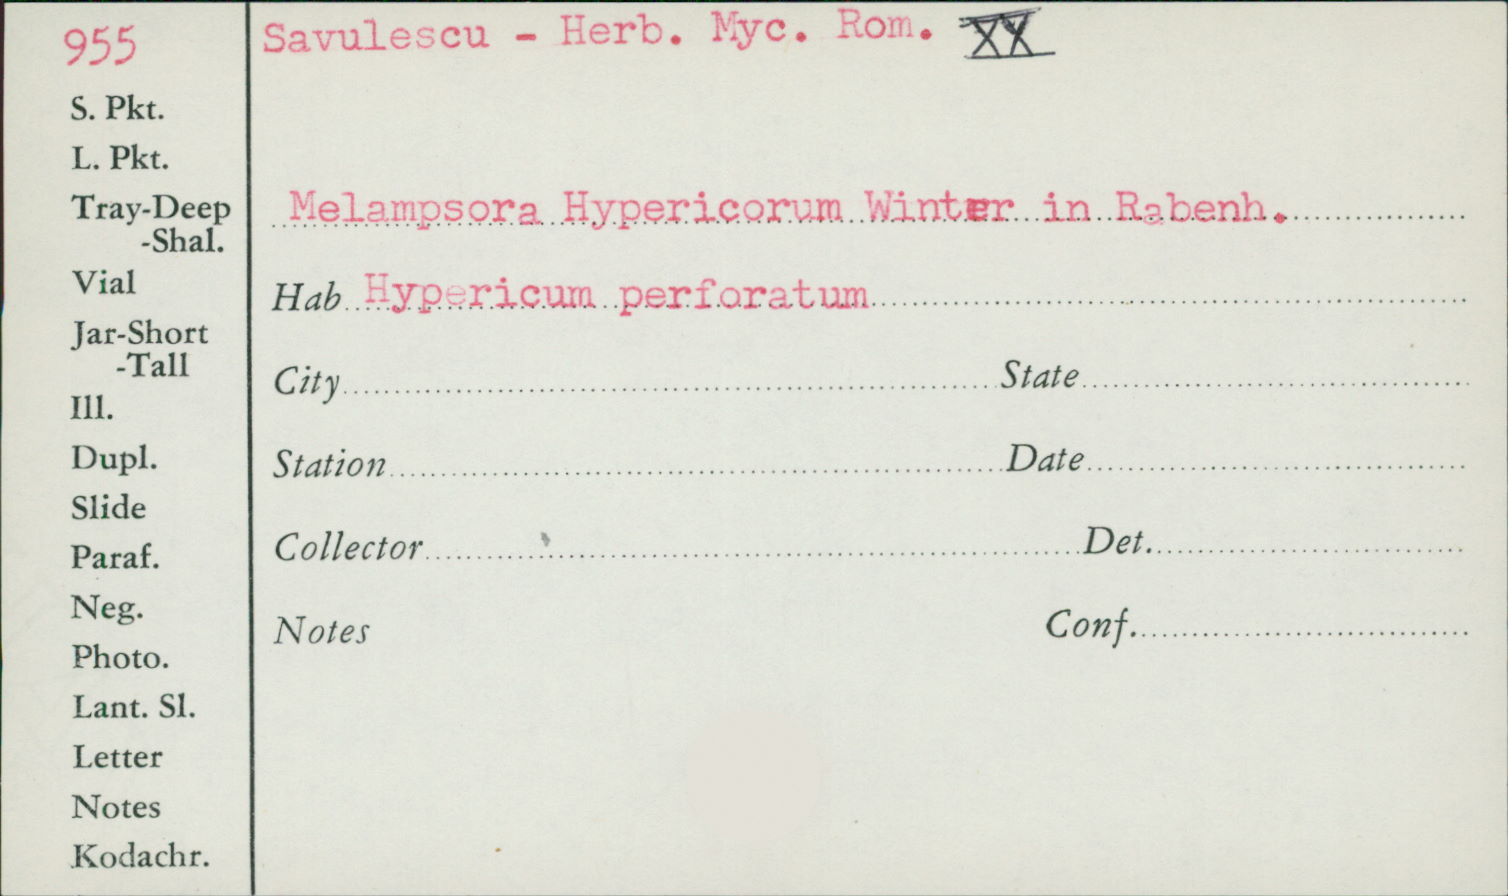 955
Savulescu - Herb. Myc. Rom. XX
S. Pkt.
L. Pkt.
Tray-Deep
-Shal.
Vial
Jar-Short
-Tall
Ill.
Dupl.
Slide
Paraf.
Neg.
Photo.
Lant. Sl.
Letter
Notes
Kodachr.
Melampsora Hypericorum Winter in Rabenh.
Hab Hypericum perforatum
City State
Station Date
Collector Det.
Notes Conf.